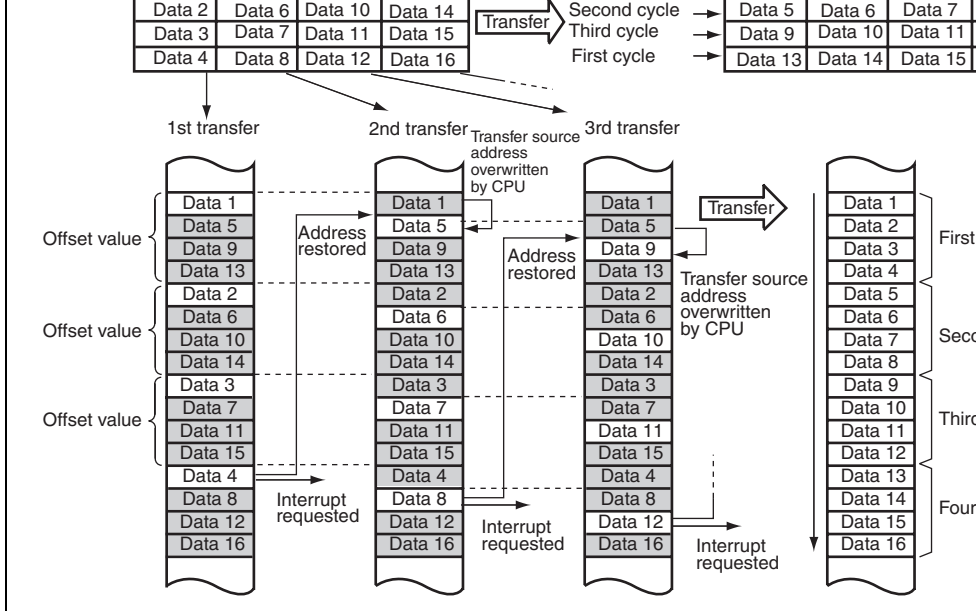 Data 2 Data 6 Data 10 Data 14
Data 3 Data 7 Data 11 Data 15
Data 4 Data 8 Data 12 Data 16
Transfer
Second cycle
Third cycle
First cycle
Data 5 Data 6 Data 7
Data 9 Data 10 Data 11
Data 13 Data 14 Data 15
1st transfer
2nd transfer
Transfer source
address
overwritten
by CPU
3rd transfer
Offset value
Offset value
Offset value
Data 1
Data 5
Data 9
Data 13
Data 2
Data 6
Data 10
Data 14
Data 3
Data 7
Data 11
Data 15
Data 4
Data 8
Data 12
Data 16
Address
restored
Interrupt
requested
Data 1
Data 5
Data 9
Data 13
Data 2
Data 6
Data 10
Data 14
Data 3
Data 7
Data 11
Data 15
Data 4
Data 8
Data 12
Data 16
Address
restored
Interrupt
requested
Data 1
Data 5
Data 9
Data 13
Data 2
Data 6
Data 10
Data 14
Data 3
Data 7
Data 11
Data 15
Data 4
Data 8
Data 12
Data 16
Transfer
Transfer source
address
overwritten
by CPU
Interrupt
requested
Data 1
Data 2
Data 3
Data 4
Data 5
Data 6
Data 7
Data 8
Data 9
Data 10
Data 11
Data 12
Data 13
Data 14
Data 15
Data 16
First
Seco
Third
Four